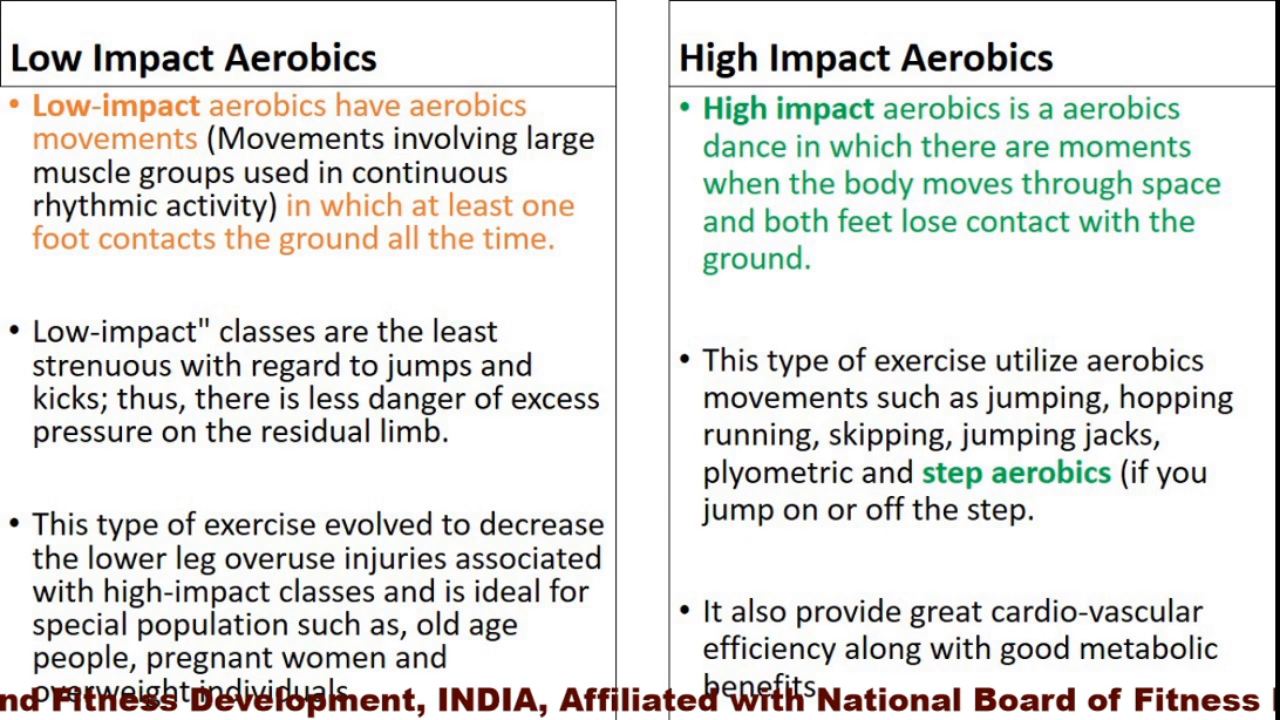 Low Impact Aerobics
• Low-impact aerobics have aerobics
movements (Movements involving large
muscle groups used in continuous
rhythmic activity) in which at least one
foot contacts the ground all the time.
• Low-impact" classes are the least
strenuous with regard to jumps and
kicks; thus, there is less danger of excess
pressure on the residual limb.
• This type of exercise evolved to decrease
the lower leg overuse injuries associated
with high-impact classes and is ideal for
special population such as, old age
people, pregnant women and
overweight individuals.
High Impact Aerobics
• High impact aerobics is a aerobics
dance in which there are moments
when the body moves through space
and both feet lose contact with the
ground.
• This type of exercise utilize aerobics
movements such as jumping, hopping
running, skipping, jumping jacks,
plyometric and step aerobics (if you
jump on or off the step.
• It also provide great cardio-vascular
efficiency along with good metabolic
benefits
nd Fitness Development, INDIA, Affiliated with National Board of Fitness